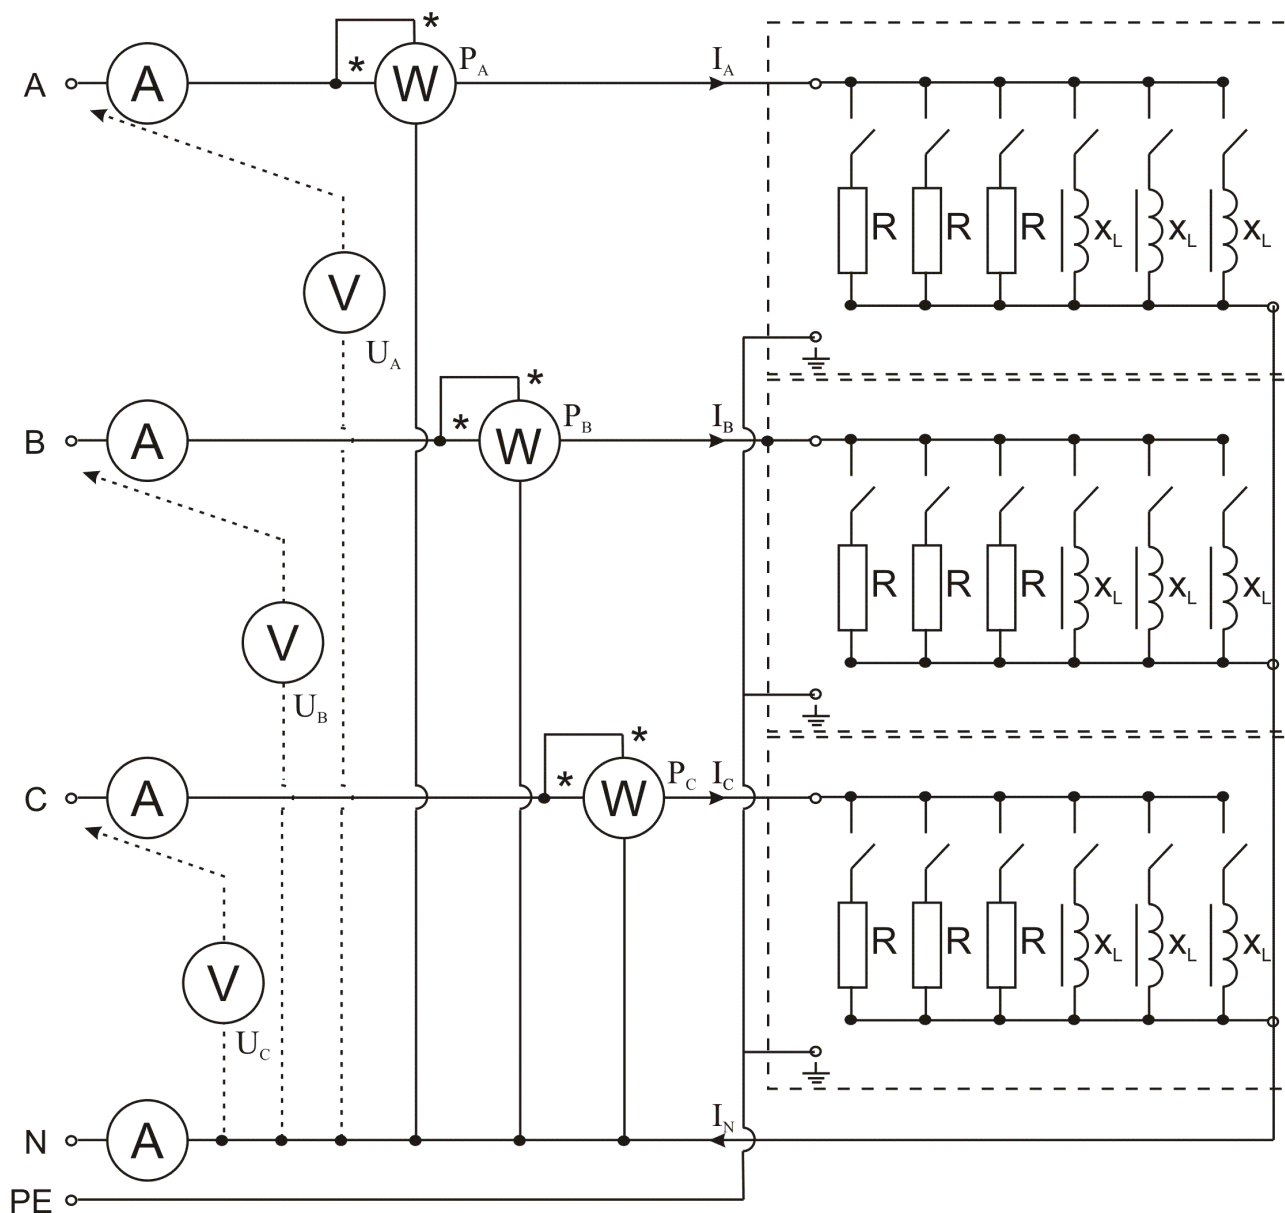 * P_A
A A * W I_A
R R R x_L x_L x_L
V
U_A
* P_B
B A * W I_B
R R R x_L x_L x_L
V
U_B
* P_C
C A * W I_C
R R R x_L x_L x_L
V
U_C
N A I_N
PE